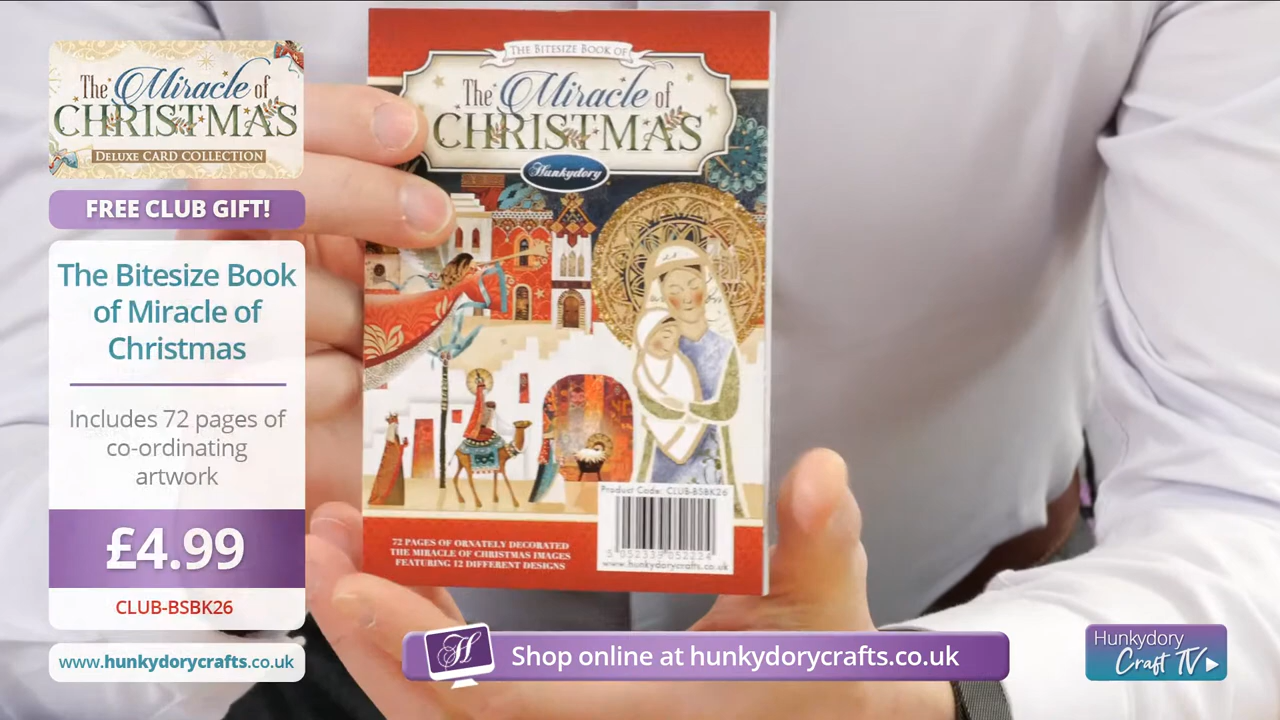 The Miracle of
CHRISTMAS
DELUXE CARD COLLECTION
FREE CLUB GIFT!
The Bitesize Book
of Miracle of
Christmas
Includes 72 pages of
co-ordinating
artwork
£4.99
CLUB-BSBK26
www.hunkydorycrafts.co.uk
THE BITESIZE BOOK OF
The Miracle of
CHRISTMAS
Hunkydory
Product Code: CLUB-BSBK26
5 052339 052224
www.hunkydorycrafts.co.uk
72 PAGES OF ORNATELY DECORATED
THE MIRACLE OF CHRISTMAS IMAGES
FEATURING 12 DIFFERENT DESIGNS
H
Shop online at hunkydorycrafts.co.uk
Hunkydory
Craft TV